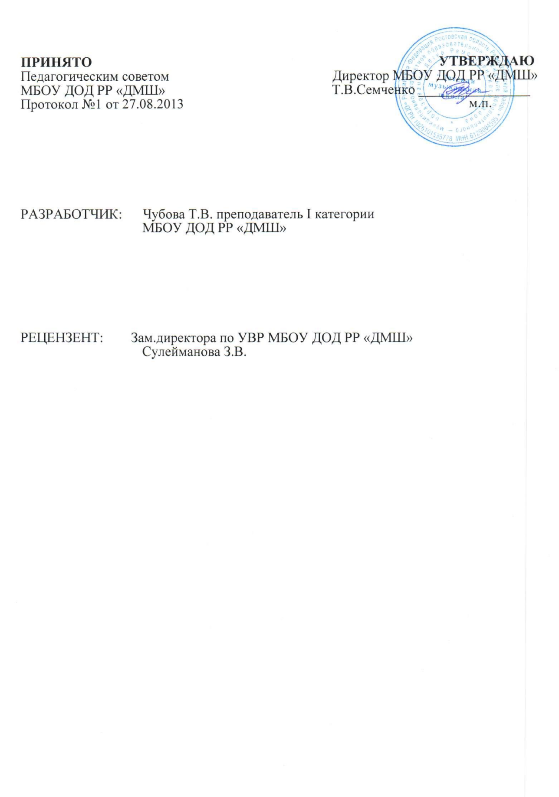 ПРИНЯТО УТВЕРЖДАЮ
Педагогическим советом Директор МБОУ ДОД РР «ДМШ»
МБОУ ДОД РР «ДМШ» Т.В.Семченко
Протокол №1 от 27.08.2013 м.п.
РАЗРАБОТЧИК: Чубова Т.В. преподаватель I категории
МБОУ ДОД РР «ДМШ»
РЕЦЕНЗЕНТ: Зам.директора по УВР МБОУ ДОД РР «ДМШ»
Сулейманова З.В.